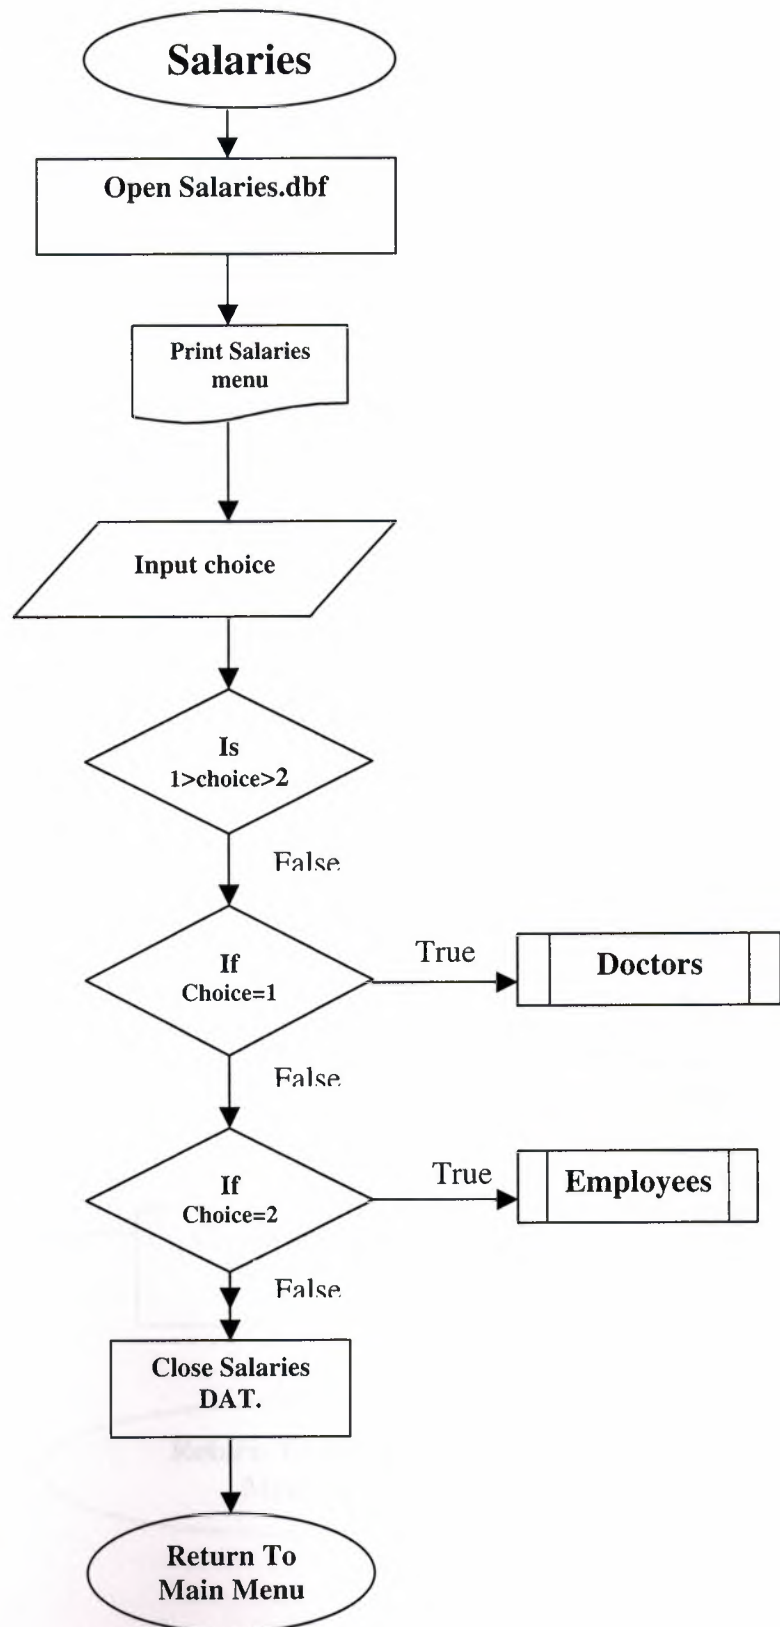 Salaries
Open Salaries.dbf
Print Salaries
menu
Input choice
Is
1>choice>2
False
If
Choice=1
True
Doctors
False
If
Choice=2
True
Employees
False
Close Salaries
DAT.
Return To
Main Menu